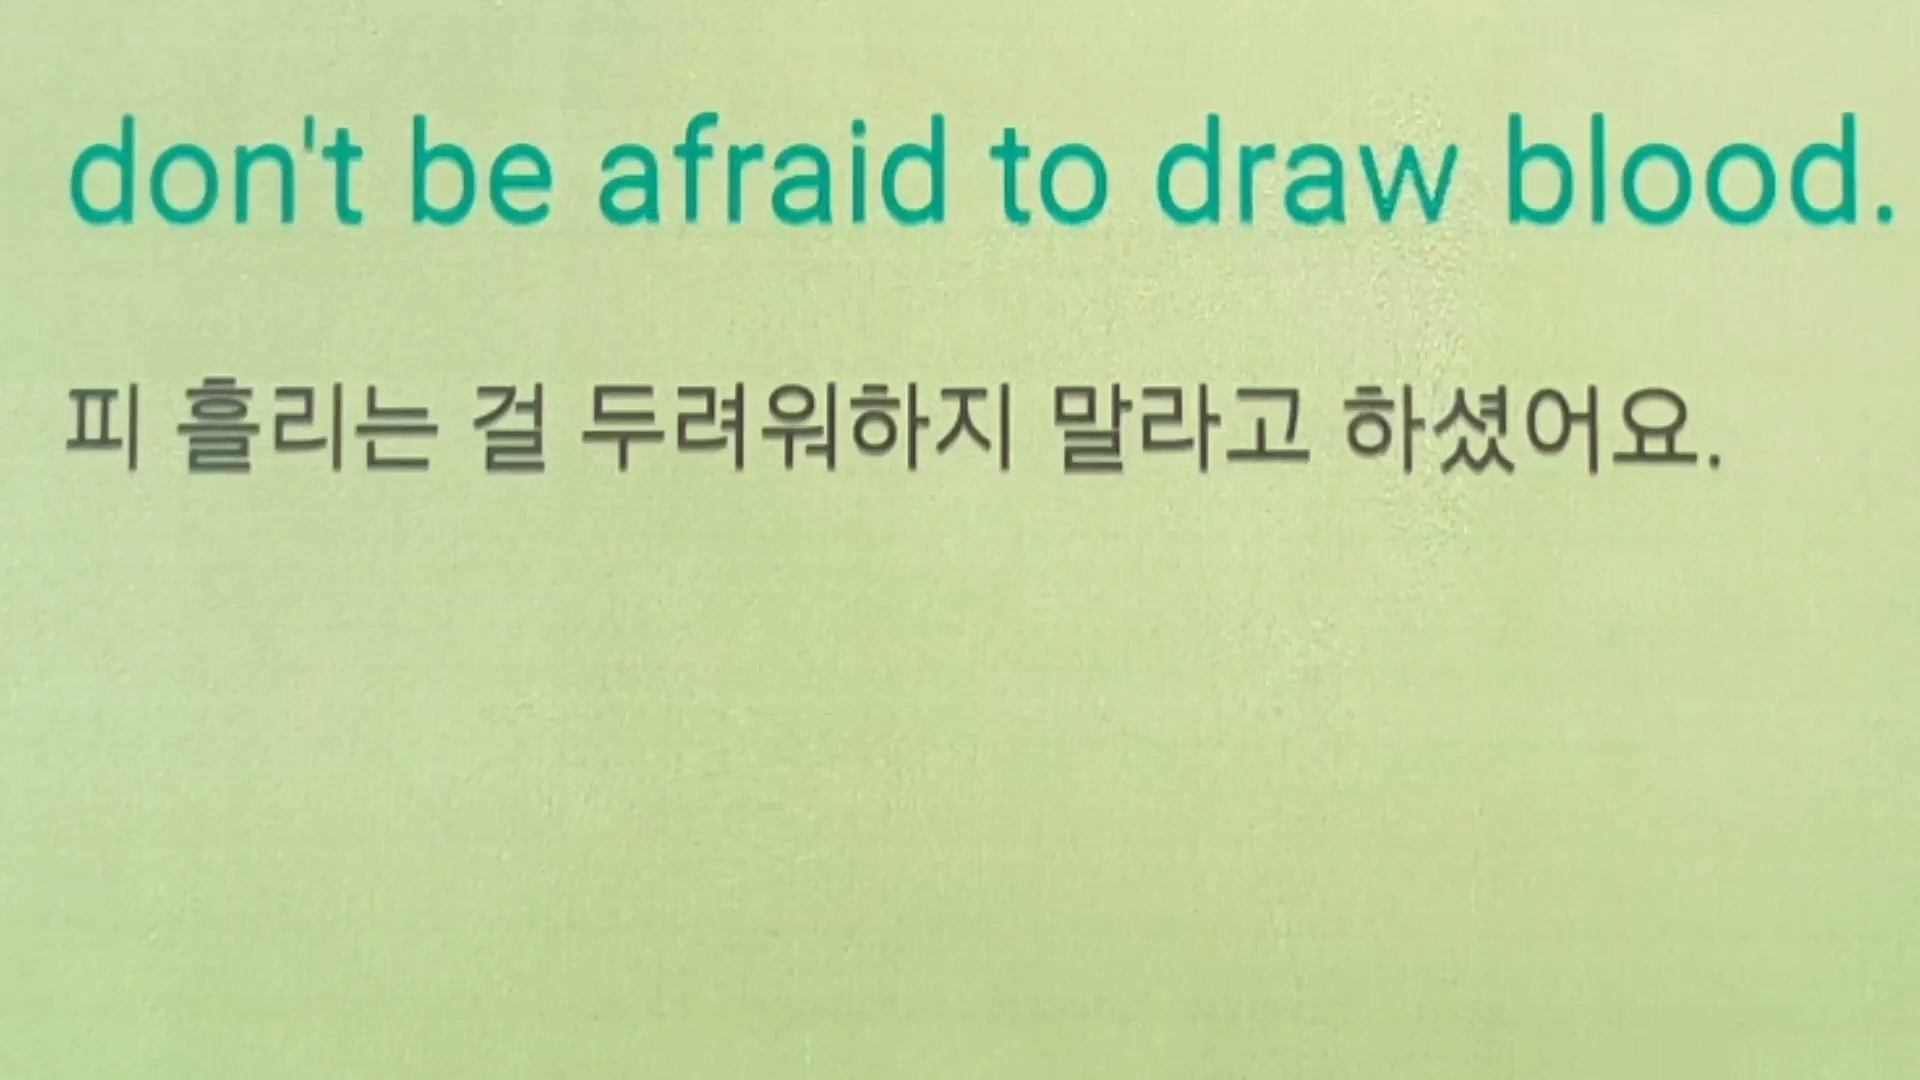 don't be afraid to draw blood.
피 흘리는 걸 두려워하지 말라고 하셨어요.